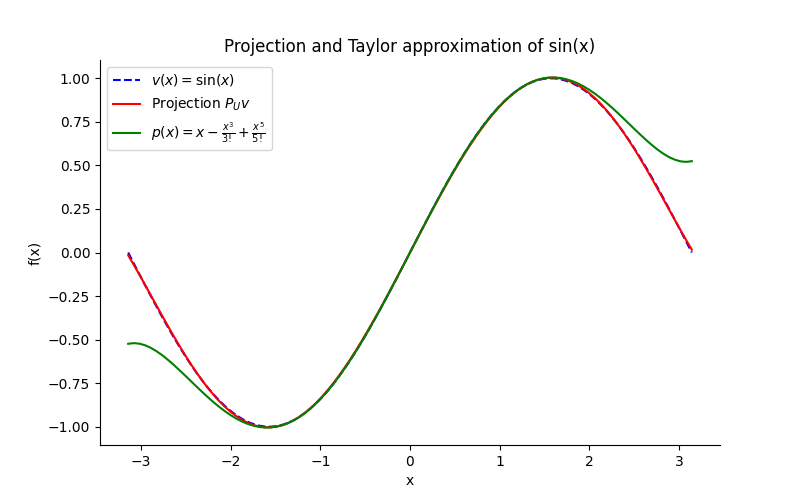 Projection and Taylor approximation of sin(x)
v(x) = sin(x)
Projection P_U v
p(x) = x − x³/3! + x⁵/5!
1.00
0.75
0.50
0.25
0.00
−0.25
−0.50
−0.75
−1.00
f(x)
−3 −2 −1 0 1 2 3
x